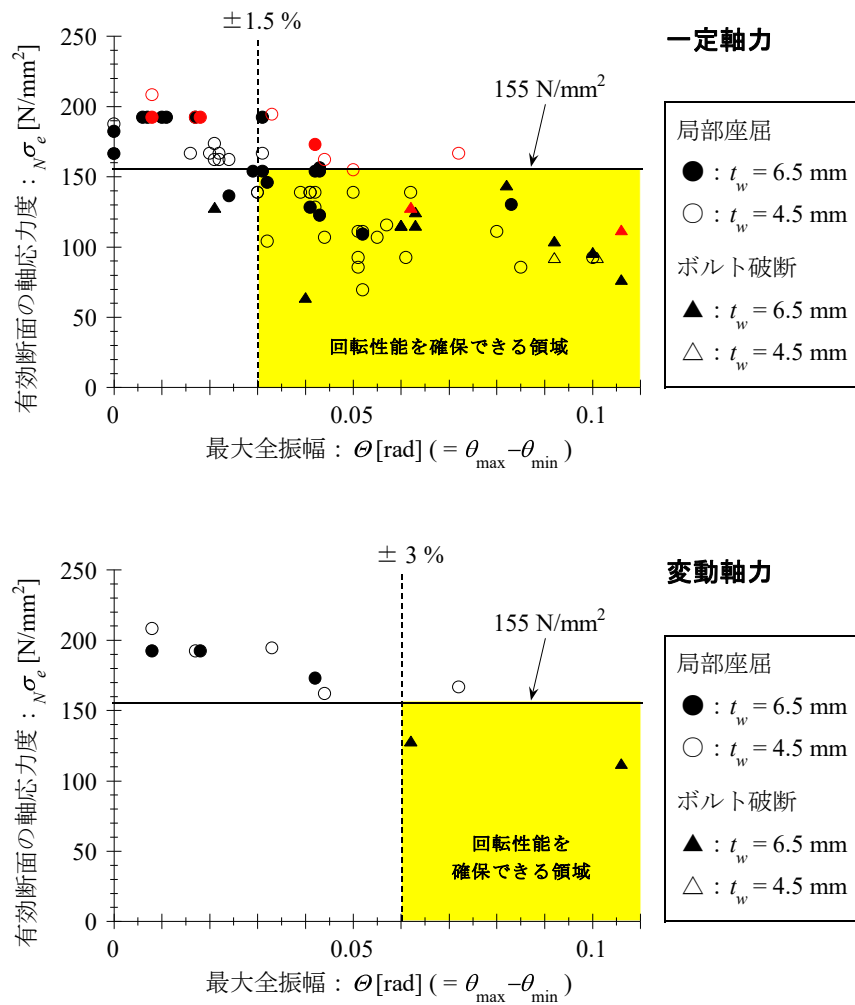 ±1.5 %
一定軸力
250
200
150
100
50
0
有効断面の軸応力度：Nσe [N/mm2]
155 N/mm2
回転性能を確保できる領域
0
0.05
0.1
最大全振幅：Θ [rad] ( = θmax−θmin )
局部座屈
●：tw = 6.5 mm
○：tw = 4.5 mm
ボルト破断
▲：tw = 6.5 mm
△：tw = 4.5 mm
± 3 %
変動軸力
250
200
150
100
50
0
有効断面の軸応力度：Nσe [N/mm2]
155 N/mm2
回転性能を
確保できる領域
0
0.05
0.1
最大全振幅：Θ [rad] ( = θmax−θmin )
局部座屈
●：tw = 6.5 mm
○：tw = 4.5 mm
ボルト破断
▲：tw = 6.5 mm
△：tw = 4.5 mm